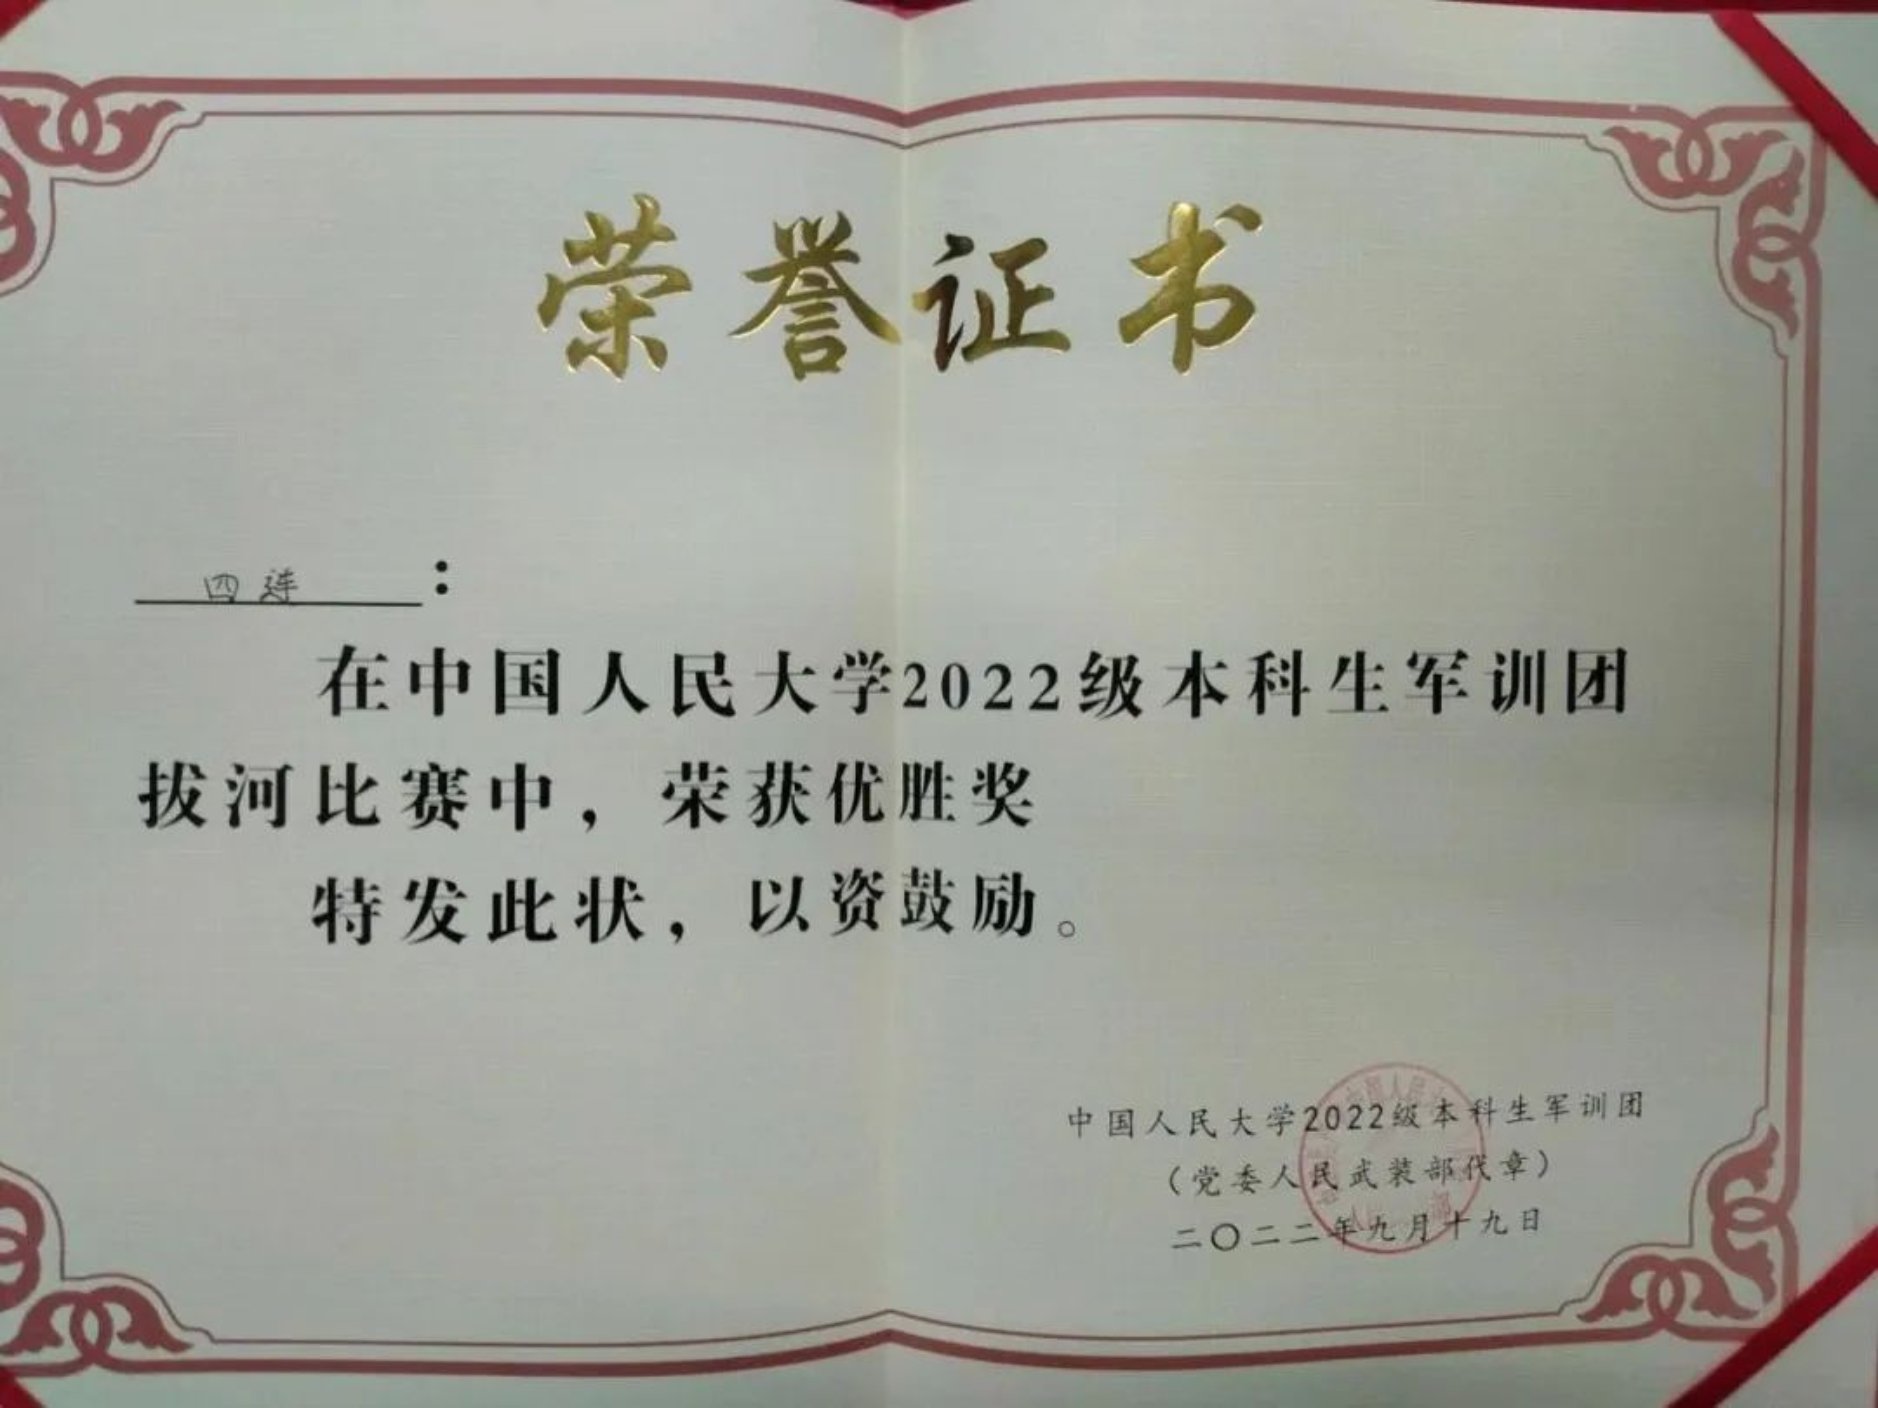 荣誉证书
四连：
在中国人民大学2022级本科生军训团
拔河比赛中，荣获优胜奖
特发此状，以资鼓励。
中国人民大学2022级本科生军训团
（党委人民武装部代章）
二〇二二年九月十九日